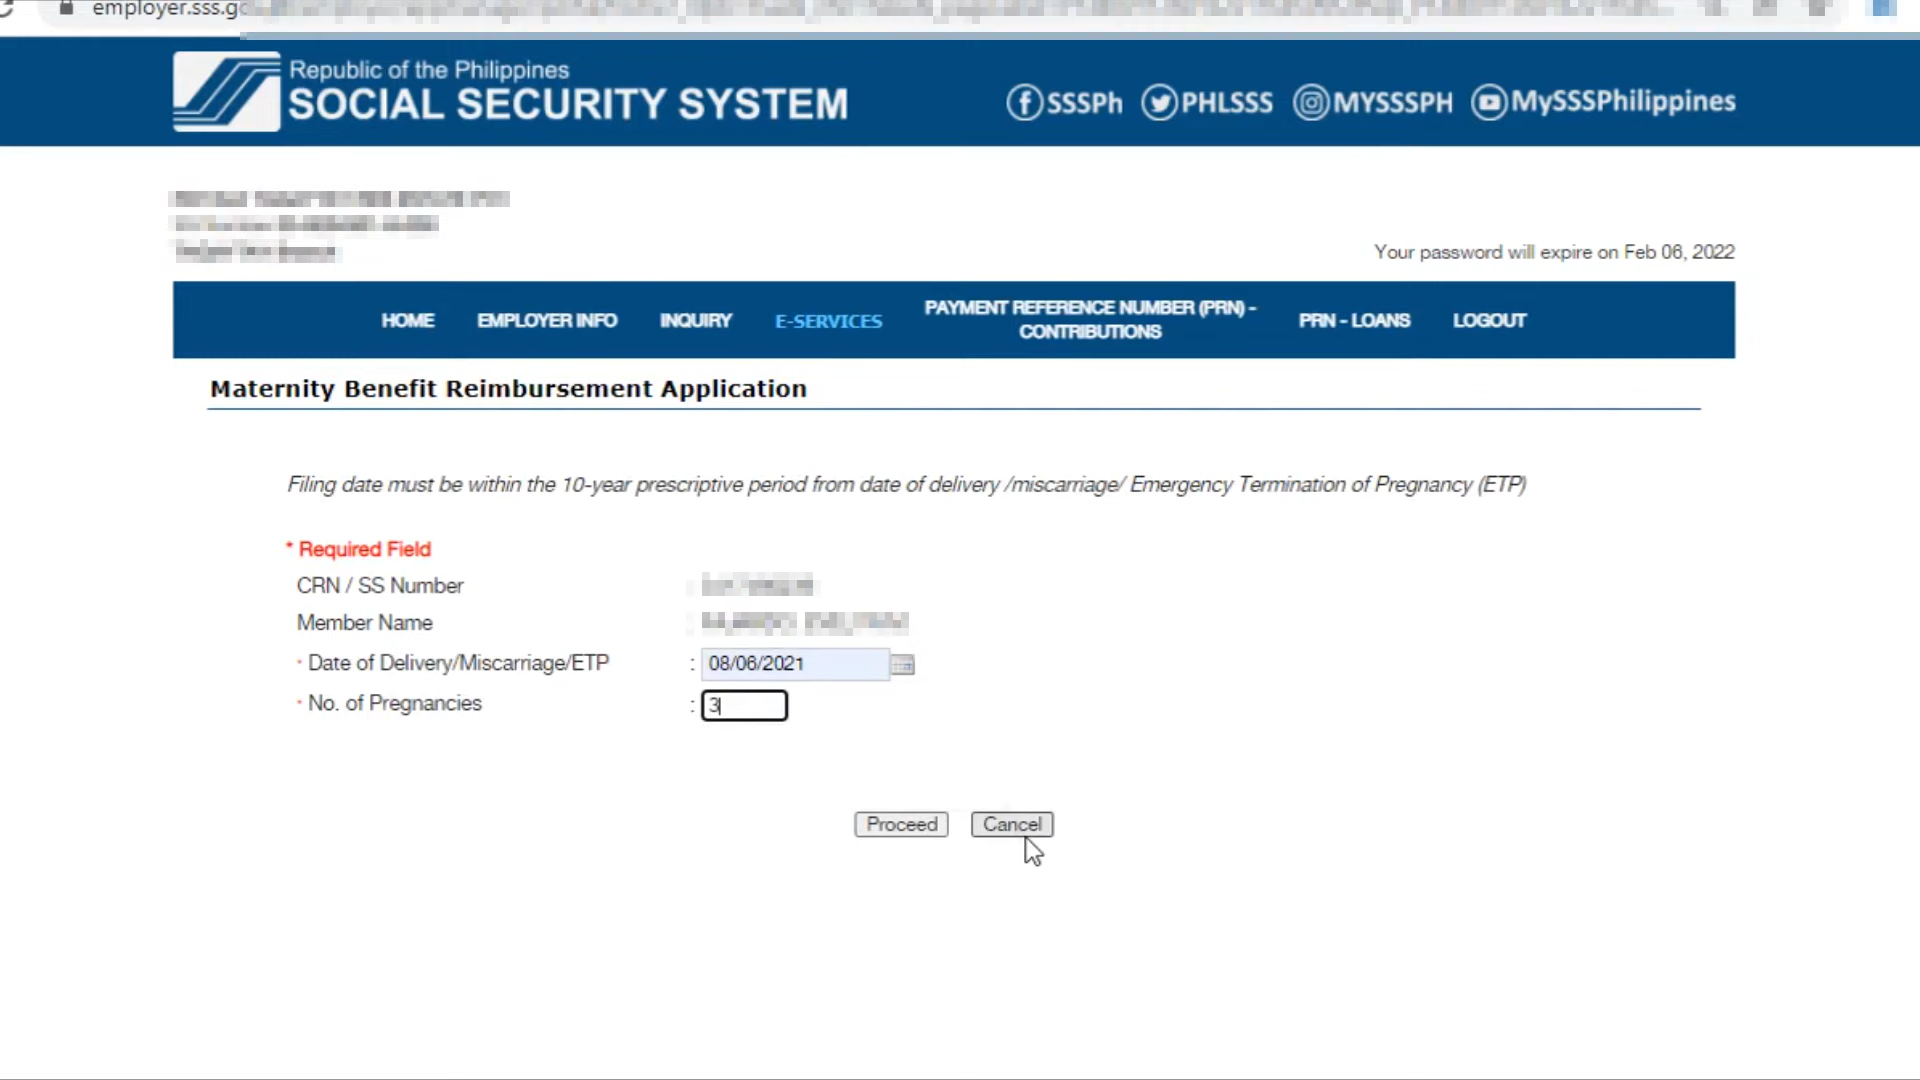 employer.sss.gc
Republic of the Philippines
SOCIAL SECURITY SYSTEM
SSSPh PHLSSS MYSSSPH MySSSPhilippines
Your password will expire on Feb 06, 2022
HOME EMPLOYER INFO INQUIRY E-SERVICES PAYMENT REFERENCE NUMBER (PRN) - CONTRIBUTIONS PRN - LOANS LOGOUT
Maternity Benefit Reimbursement Application
Filing date must be within the 10-year prescriptive period from date of delivery /miscarriage/ Emergency Termination of Pregnancy (ETP)
* Required Field
CRN / SS Number :
Member Name :
* Date of Delivery/Miscarriage/ETP : 08/06/2021
* No. of Pregnancies : 3
Proceed Cancel